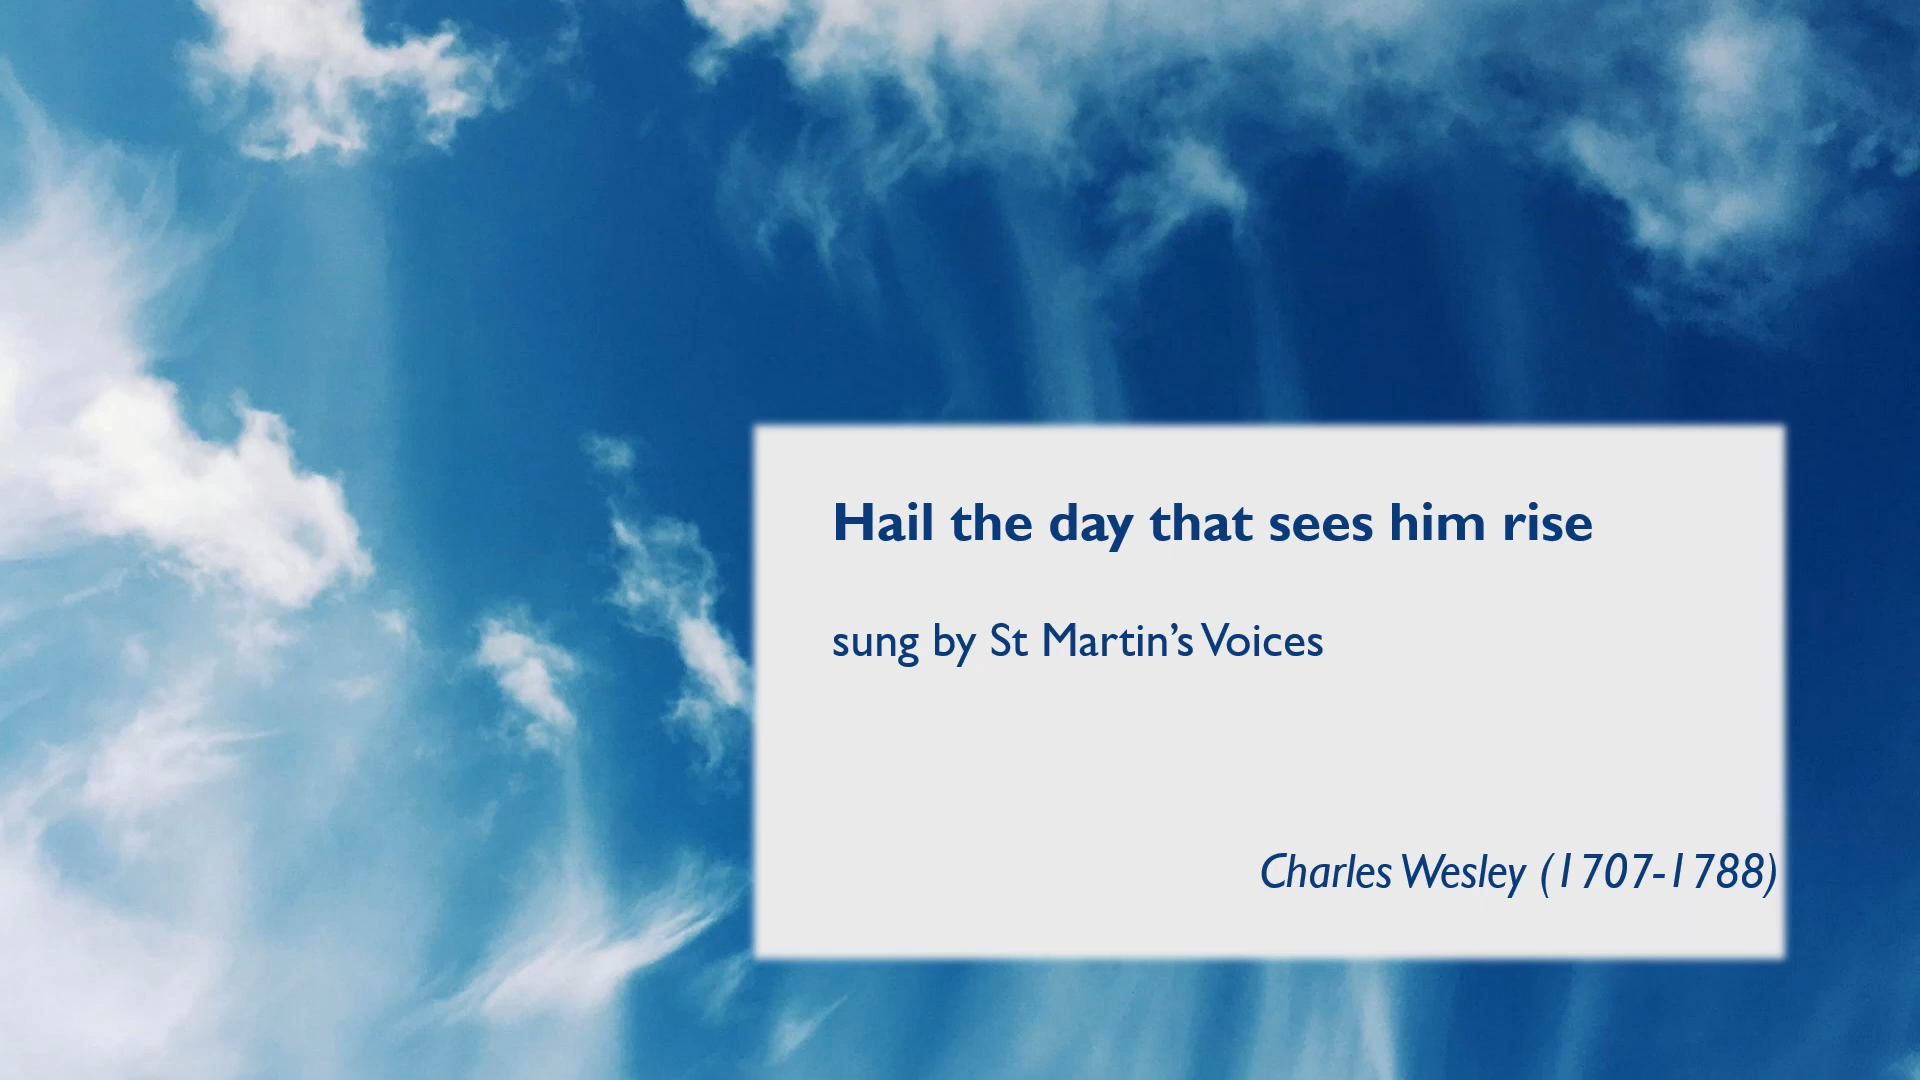 Hail the day that sees him rise
sung by St Martin’s Voices
Charles Wesley (1707-1788)